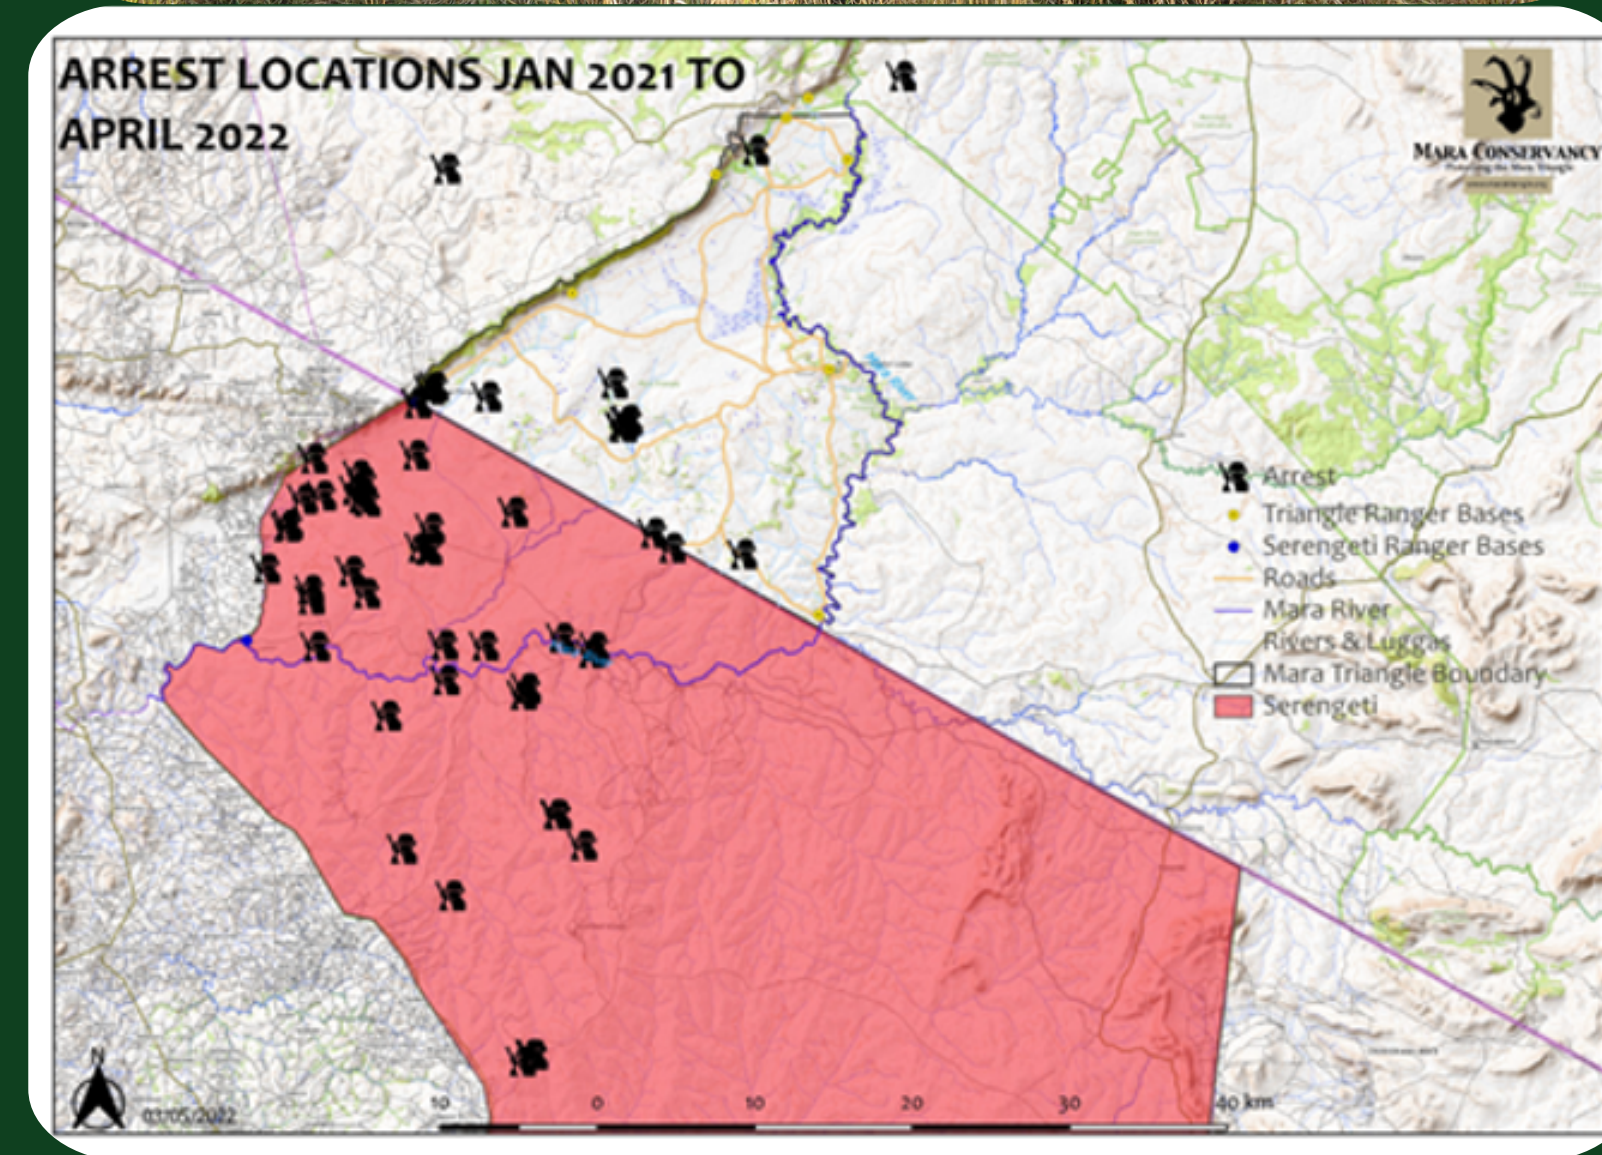 ARREST LOCATIONS JAN 2021 TO
APRIL 2022
MARA CONSERVANCY
Arrest
Triangle Ranger Bases
Serengeti Ranger Bases
Roads
Mara River
Rivers & Luggas
Mara Triangle Boundary
Serengeti
N
03/05/2022
10 0 10 20 30 40 km